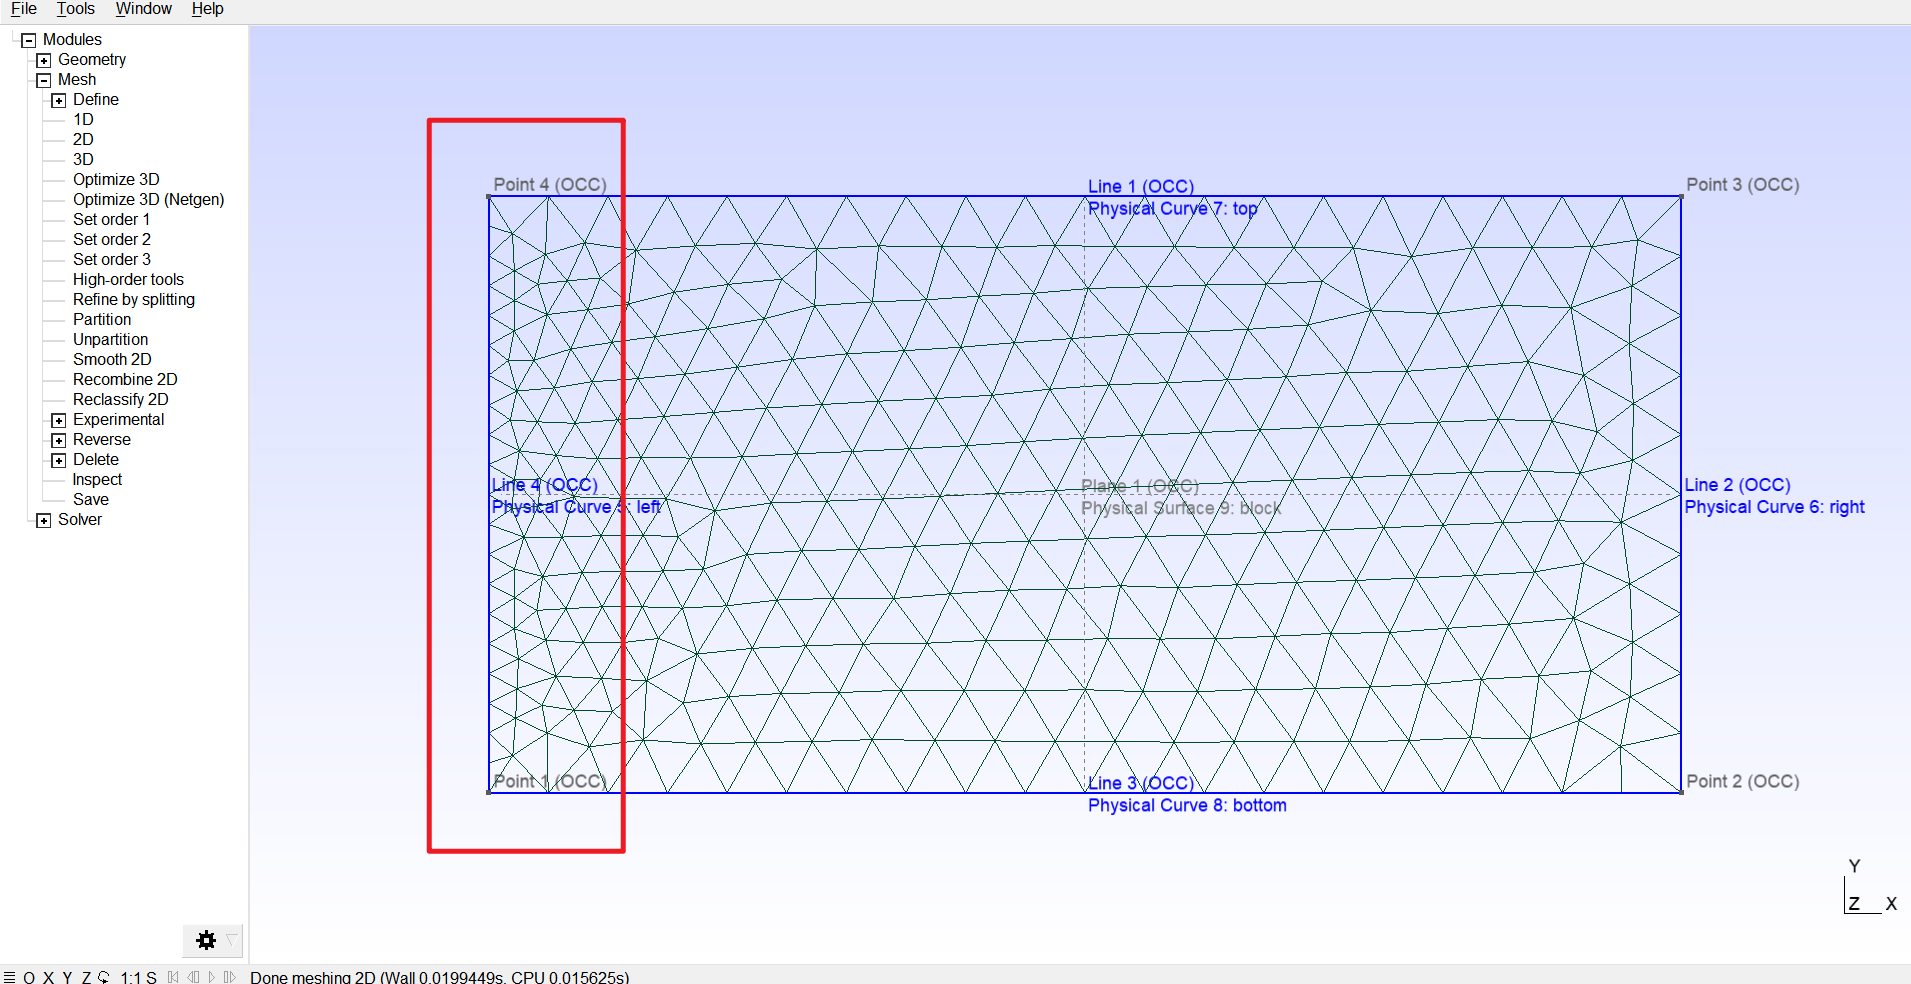 File Tools Window Help
Modules
Geometry
Mesh
Define
1D
2D
3D
Optimize 3D
Optimize 3D (Netgen)
Set order 1
Set order 2
Set order 3
High-order tools
Refine by splitting
Partition
Unpartition
Smooth 2D
Recombine 2D
Reclassify 2D
Experimental
Reverse
Delete
Inspect
Save
Solver
Point 4 (OCC)
Line 1 (OCC)
Physical Curve 7: top
Point 3 (OCC)
Line 4 (OCC)
Physical Curve 5: left
Plane 1 (OCC)
Physical Surface 9: block
Line 2 (OCC)
Physical Curve 6: right
Point 1 (OCC)
Line 3 (OCC)
Physical Curve 8: bottom
Point 2 (OCC)
Y
Z X
O X Y Z 1:1 S Done meshing 2D (Wall 0.0199449s, CPU 0.015625s)